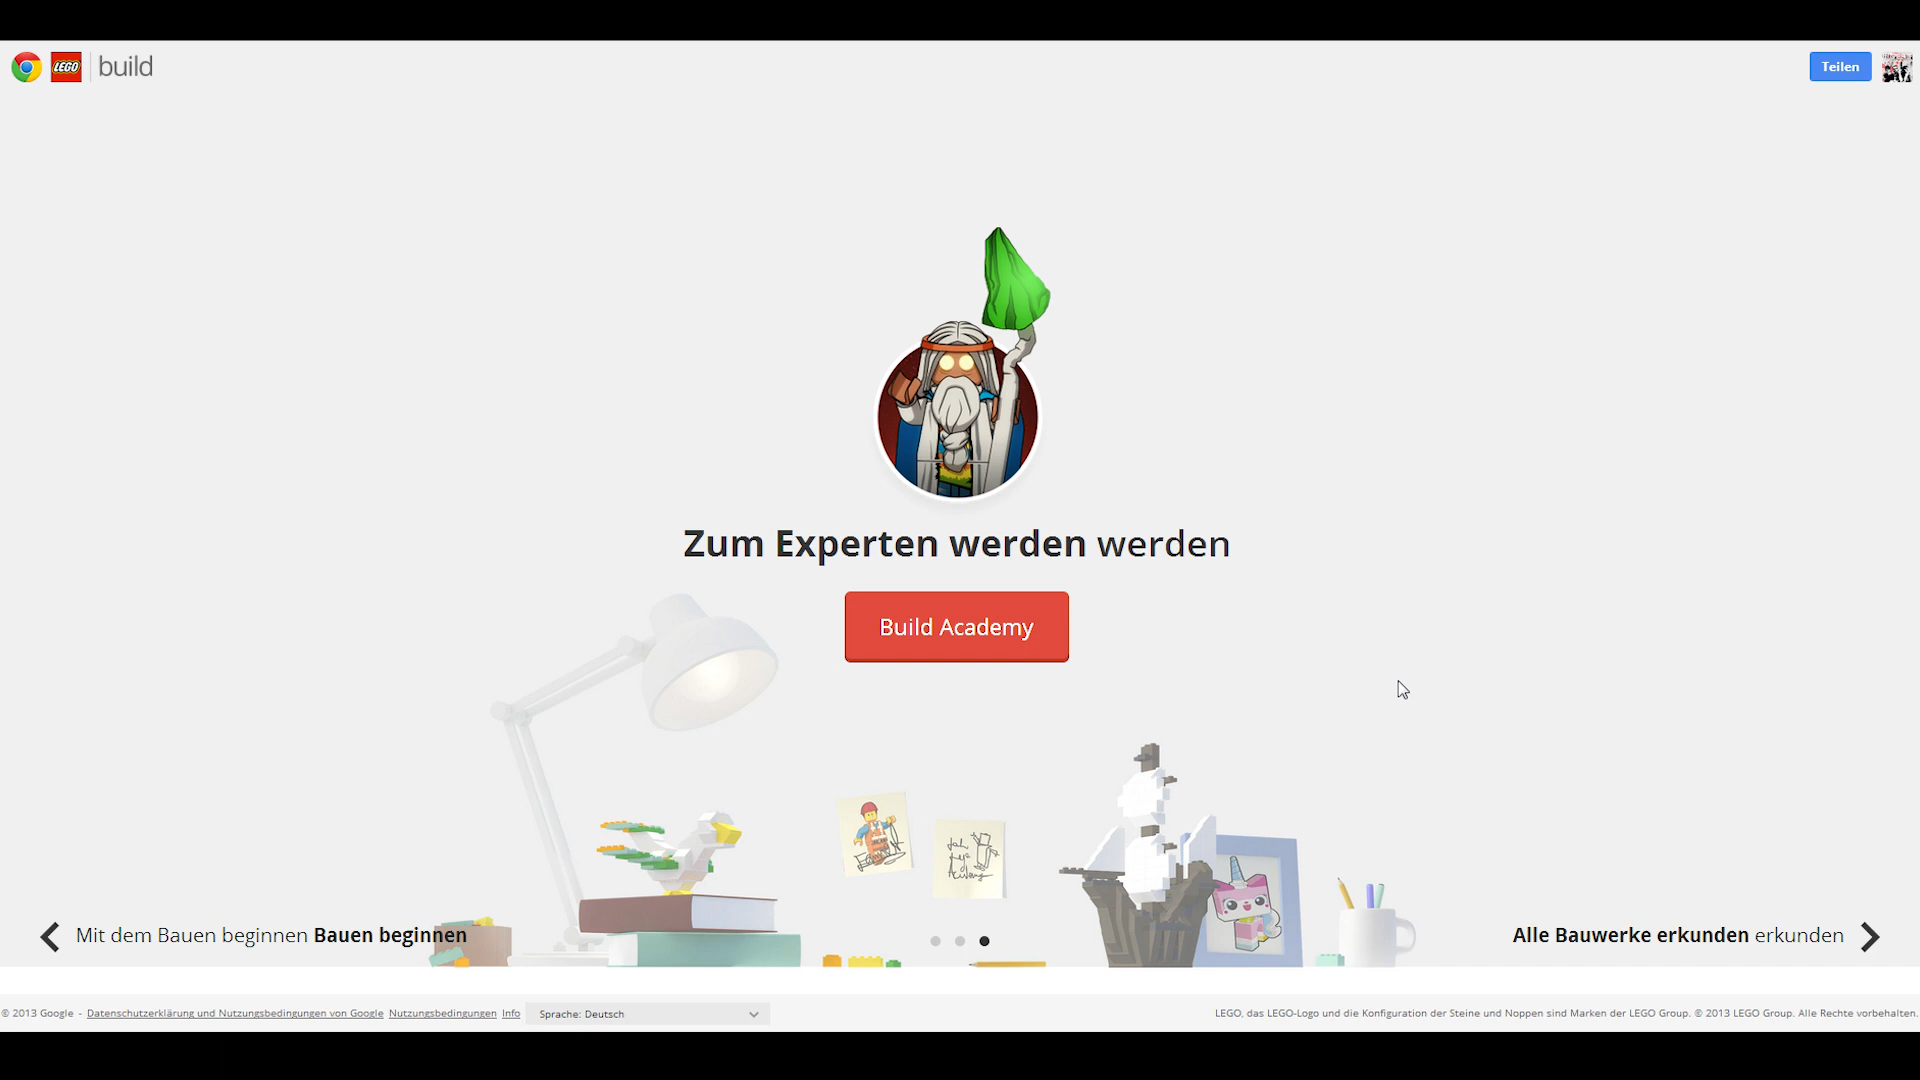 LEGO build
Teilen
Zum Experten werden werden
Build Academy
Mit dem Bauen beginnen Bauen beginnen
Alle Bauwerke erkunden erkunden
© 2013 Google - Datenschutzerklärung und Nutzungsbedingungen von Google Nutzungsbedingungen Info
Sprache: Deutsch
LEGO, das LEGO-Logo und die Konfiguration der Steine und Noppen sind Marken der LEGO Group. © 2013 LEGO Group. Alle Rechte vorbehalten.